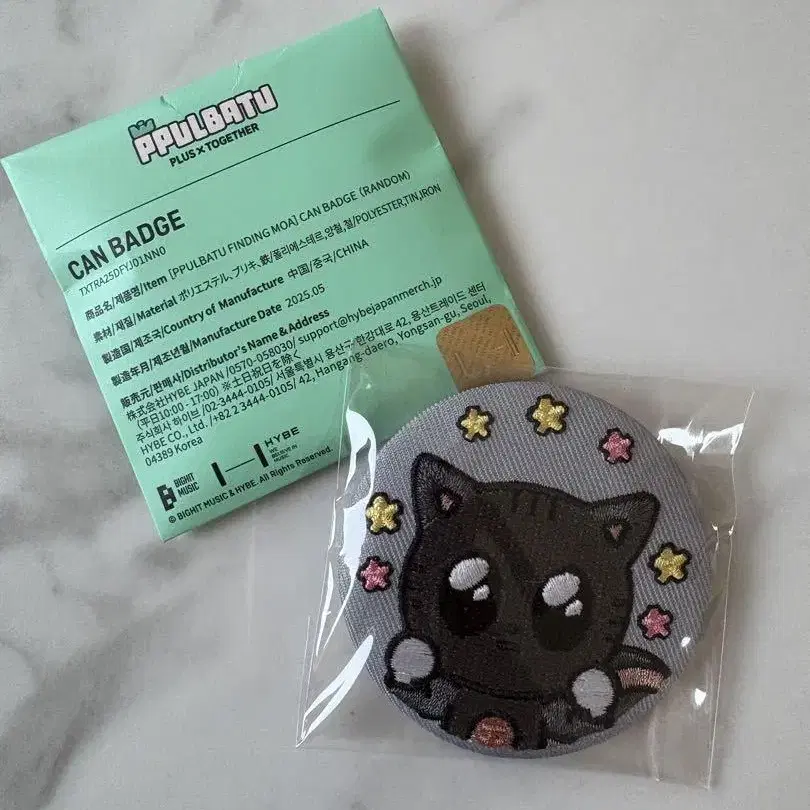 PPULBATU
PLUS×TOGETHER
CAN BADGE
TXTRA25DFYJ01NN0
商品名/제품명/Item [PPULBATU FINDING MOA] CAN BADGE (RANDOM)
素材/재질/Material ポリエステル,ブリキ,鉄/폴리에스테르,양철,철/POLYESTER,TIN,IRON
製造国/제조국/Country of Manufacture 中国/중국/CHINA
製造年月/제조년월/Manufacture Date 2025.05
販売元/판매사/Distributor's Name & Address
株式会社HYBE JAPAN /0570-058030/ support@hybejapanmerch.jp
(平日10:00 - 17:00) ※土日祝日を除く
주식회사 하이브/02-3444-0105/ 서울특별시 용산구 한강대로 42, 용산트레이드 센터
HYBE CO., Ltd. /+82 2 3444-0105/ 42, Hangang-daero, Yongsan-gu, Seoul,
04389 Korea
BIGHIT
MUSIC
HYBE
WE
BELIEVE IN
MUSIC
© BIGHIT MUSIC & HYBE. All Rights Reserved.